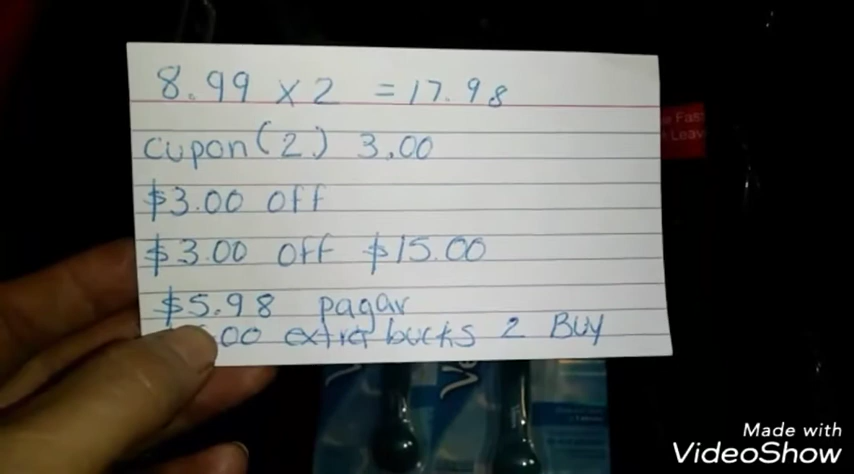 8.99 x 2 = 17.98
cupon (2) 3.00
$3.00 off
$3.00 off $15.00
$5.98 pagar
.00 extra bucks 2 Buy
Made with
VideoShow